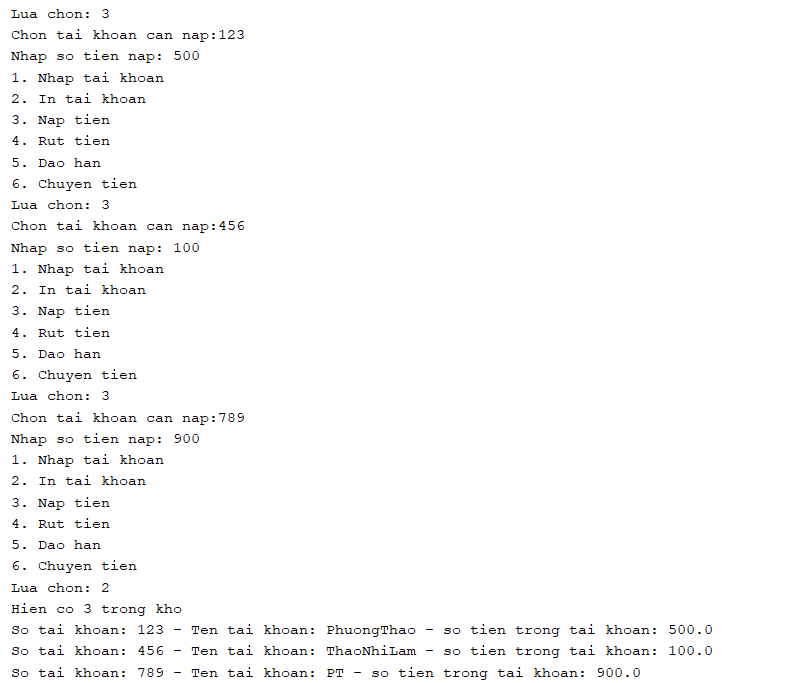 Lua chon: 3
Chon tai khoan can nap:123
Nhap so tien nap: 500
1. Nhap tai khoan
2. In tai khoan
3. Nap tien
4. Rut tien
5. Dao han
6. Chuyen tien
Lua chon: 3
Chon tai khoan can nap:456
Nhap so tien nap: 100
1. Nhap tai khoan
2. In tai khoan
3. Nap tien
4. Rut tien
5. Dao han
6. Chuyen tien
Lua chon: 3
Chon tai khoan can nap:789
Nhap so tien nap: 900
1. Nhap tai khoan
2. In tai khoan
3. Nap tien
4. Rut tien
5. Dao han
6. Chuyen tien
Lua chon: 2
Hien co 3 trong kho
So tai khoan: 123 - Ten tai khoan: PhuongThao - so tien trong tai khoan: 500.0
So tai khoan: 456 - Ten tai khoan: ThaoNhiLam - so tien trong tai khoan: 100.0
So tai khoan: 789 - Ten tai khoan: PT - so tien trong tai khoan: 900.0